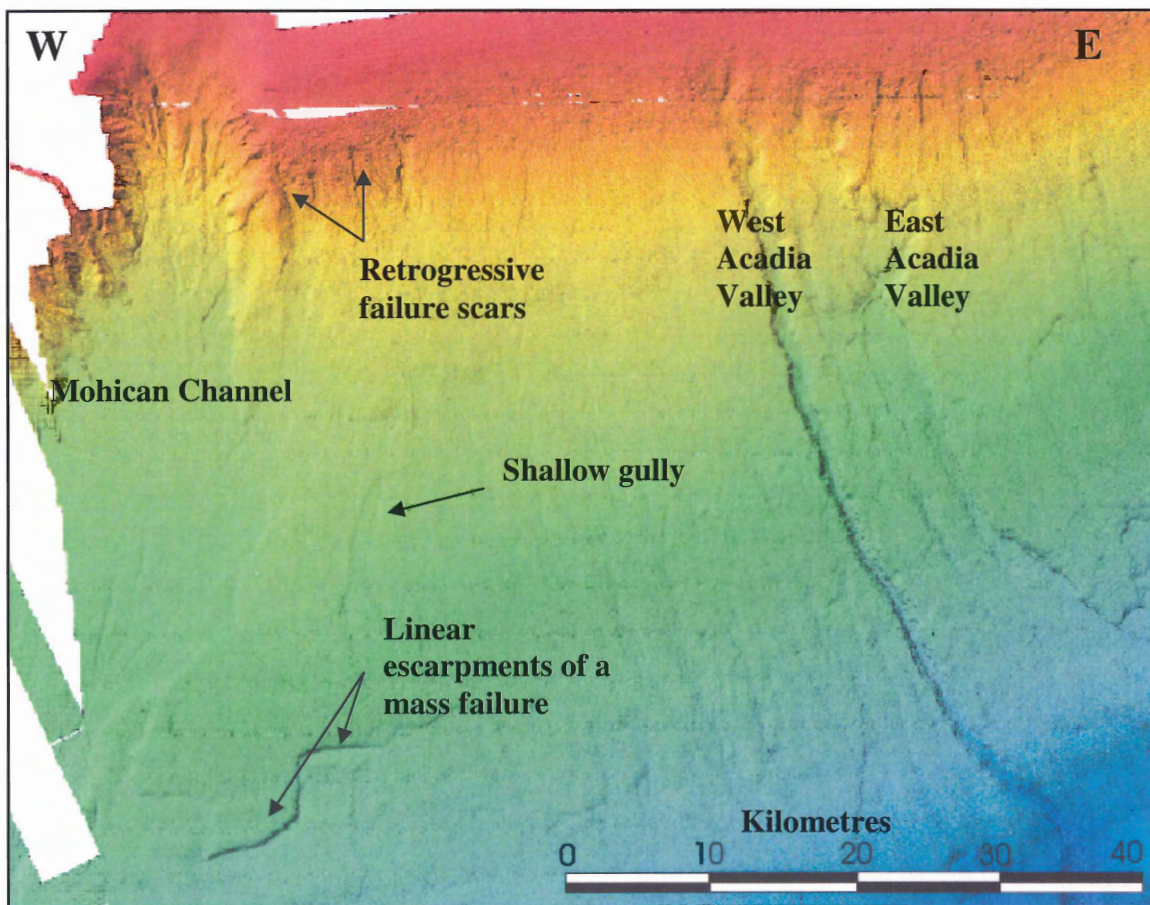 W
E
West
Acadia
Valley
East
Acadia
Valley
Retrogressive
failure scars
Mohican Channel
Shallow gully
Linear
escarpments of a
mass failure
Kilometres
0 10 20 30 40